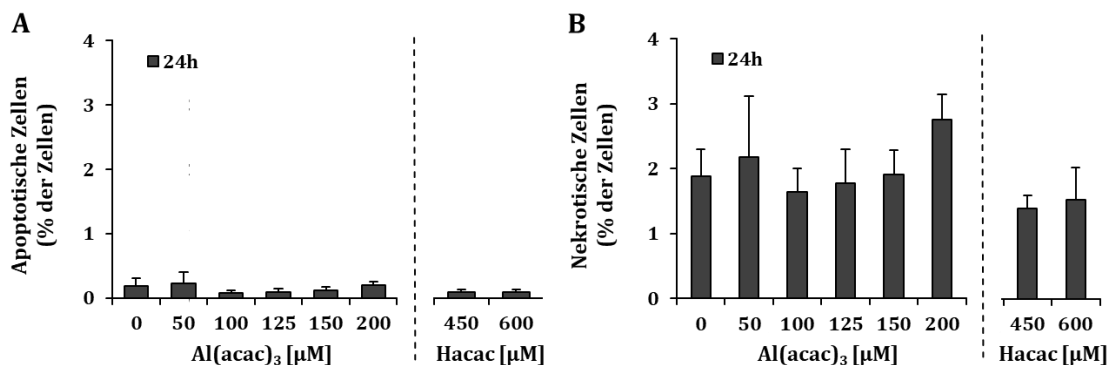 A
Apoptotische Zellen
(% der Zellen)
4
3
2
1
0
24h
0 50 100 125 150 200 450 600
Al(acac)₃ [µM] Hacac [µM]
B
Nekrotische Zellen
(% der Zellen)
4
3
2
1
0
24h
0 50 100 125 150 200 450 600
Al(acac)₃ [µM] Hacac [µM]